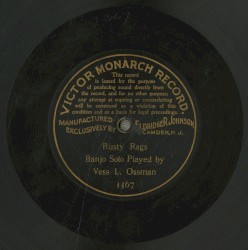 VICTOR MONARCH RECORD
This record
is leased for the purpose
of producing sound directly from
the record, and for no other purpose;
any attempt at copying or counterfeiting
will be construed as a violation of this
condition, and as a basis for legal proceedings.
MANUFACTURED
EXCLUSIVELY BY
ELDRIDGE R. JOHNSON
CAMDEN, N. J.
Rusty Rags
Banjo Solo Played by
Vess L. Ossman
1467